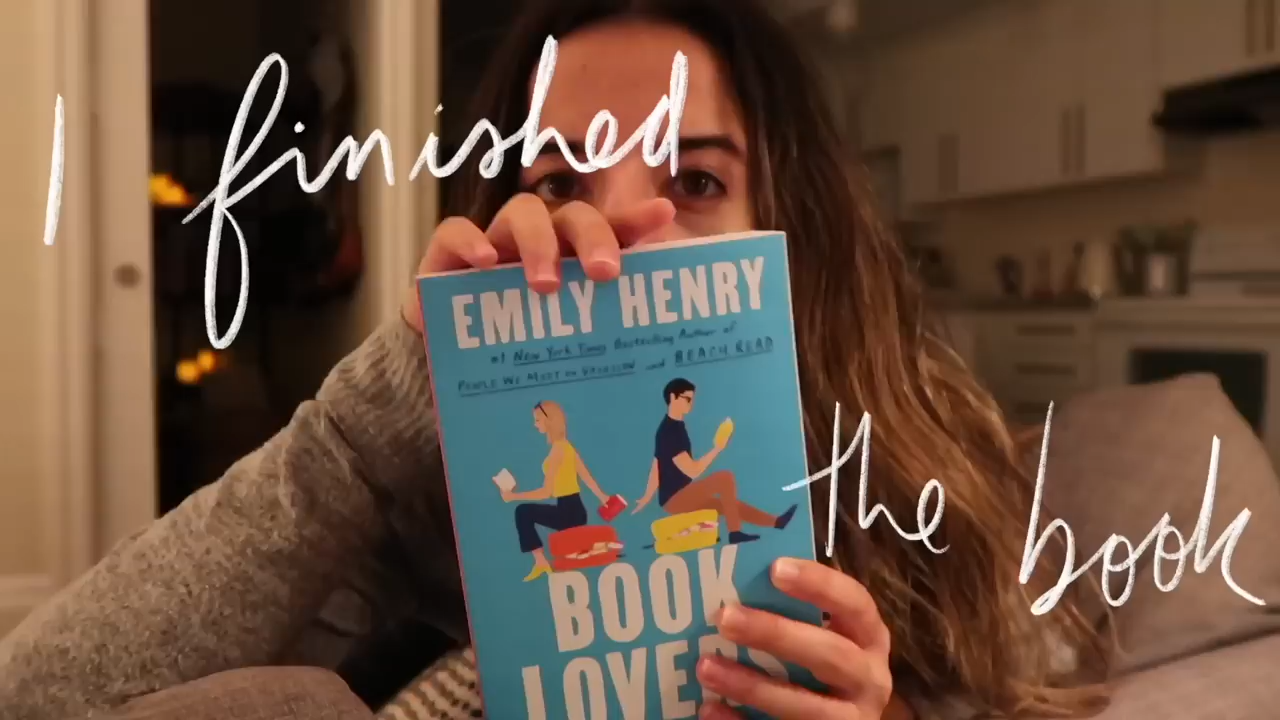 I finished
EMILY HENRY
#1 New York Times Bestselling Author of
PEOPLE WE MEET ON VACATION and BEACH READ
the book
BOOK
LOVERS